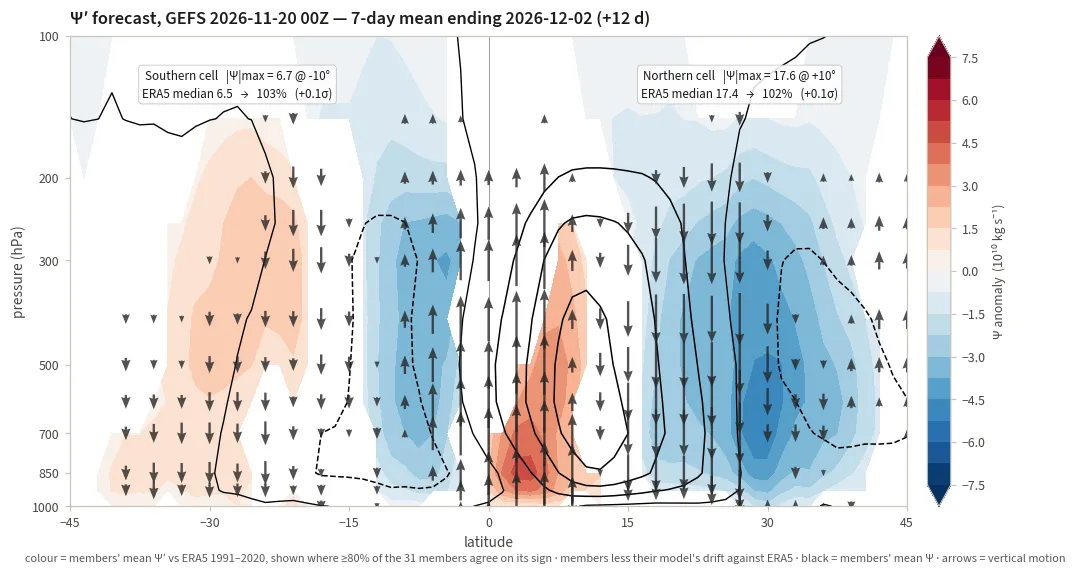 Ψ′ forecast, GEFS 2026-11-20 00Z — 7-day mean ending 2026-12-02 (+12 d)
Southern cell |Ψ|max = 6.7 @ -10°
ERA5 median 6.5 → 103% (+0.1σ)
Northern cell |Ψ|max = 17.6 @ +10°
ERA5 median 17.4 → 102% (+0.1σ)
pressure (hPa)
100
200
300
400
500
700
850
1000
−45
−30
−15
0
15
30
45
latitude
7.5
6.0
4.5
3.0
1.5
0.0
−1.5
−3.0
−4.5
−6.0
−7.5
Ψ anomaly (10¹⁰ kg s⁻¹)
colour = members' mean Ψ′ vs ERA5 1991–2020, shown where ≥80% of the 31 members agree on its sign · members less their model's drift against ERA5 · black = members' mean Ψ · arrows = vertical motion